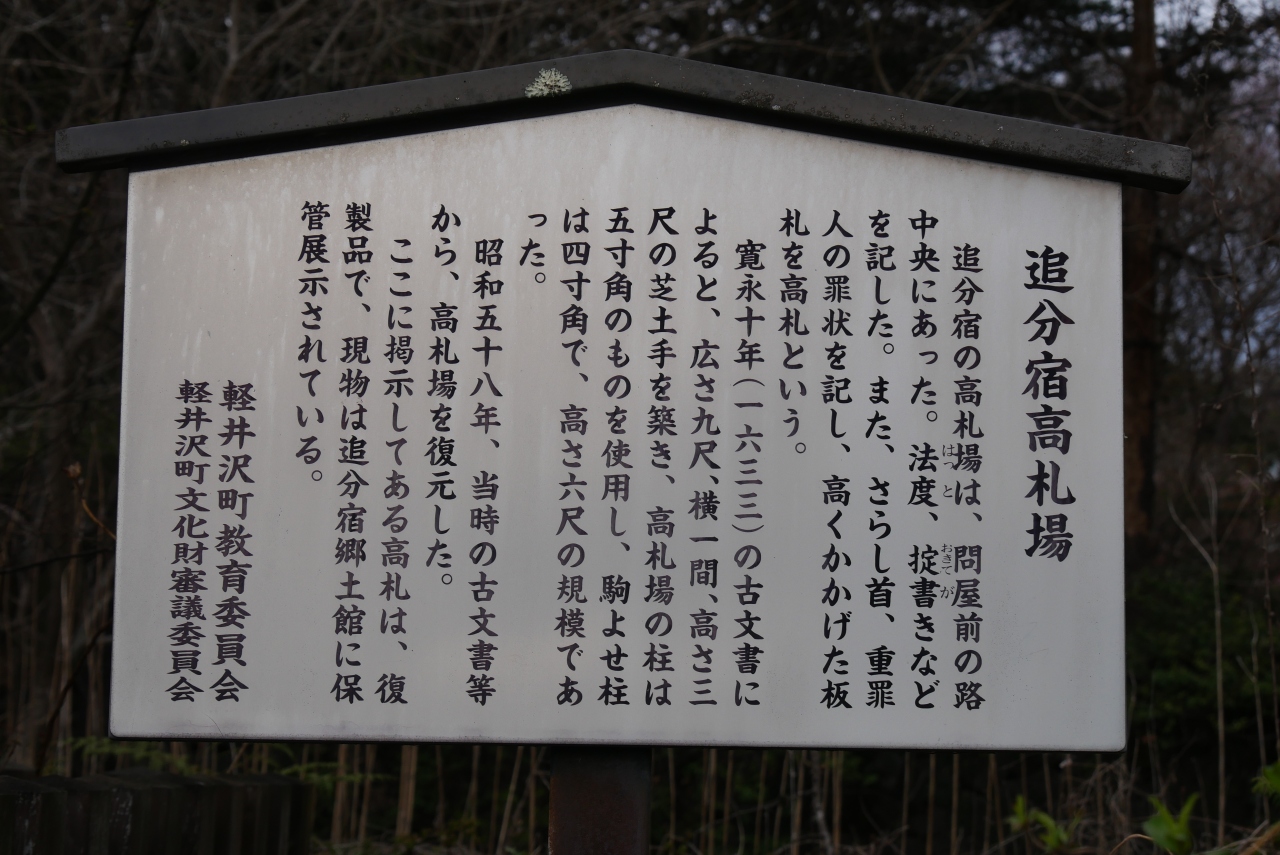 追分宿高札場
追分宿の高札場は、問屋前の路
中央にあった。法度、掟書きなど
はっと
おきてが
を記した。また、さらし首、重罪
人の罪状を記し、高くかかげた板
札を高札という。
寛永十年(一六三三)の古文書に
よると、広さ九尺、横一間、高さ三
尺の芝土手を築き、高札場の柱は
五寸角のものを使用し、駒よせ柱
は四寸角で、高さ六尺の規模であ
った。
昭和五十八年、当時の古文書等
から、高札場を復元した。
ここに掲示してある高札は、復
製品で、現物は追分宿郷土館に保
管展示されている。
軽井沢町教育委員会
軽井沢町文化財審議委員会